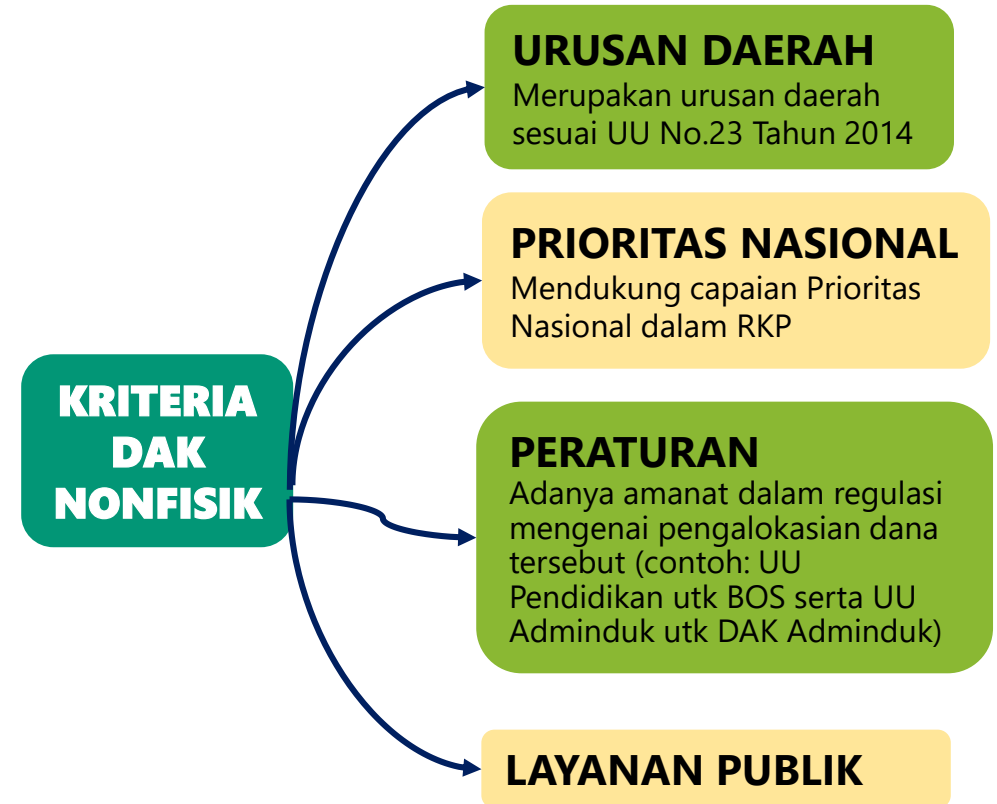 URUSAN DAERAH
Merupakan urusan daerah
sesuai UU No.23 Tahun 2014
PRIORITAS NASIONAL
Mendukung capaian Prioritas
Nasional dalam RKP
KRITERIA
DAK
NONFISIK
PERATURAN
Adanya amanat dalam regulasi
mengenai pengalokasian dana
tersebut (contoh: UU
Pendidikan utk BOS serta UU
Adminduk utk DAK Adminduk)
LAYANAN PUBLIK